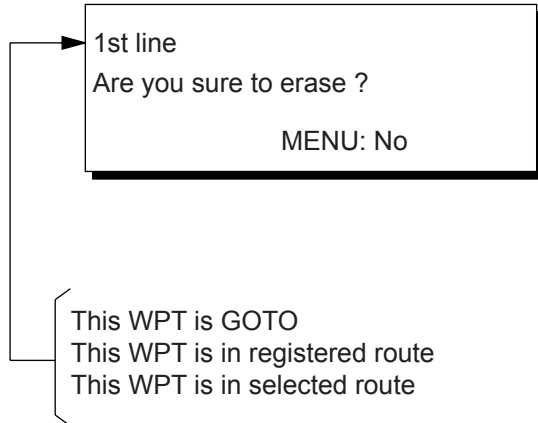 1st line
Are you sure to erase ?
MENU: No
This WPT is GOTO
This WPT is in registered route
This WPT is in selected route